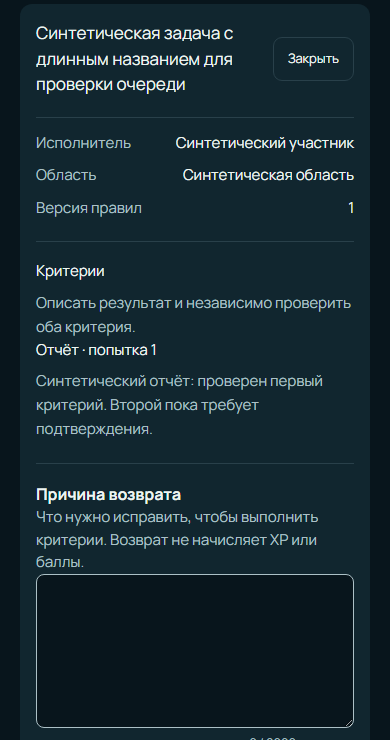 Синтетическая задача с
длинным названием для
проверки очереди
Закрыть
Исполнитель Синтетический участник
Область Синтетическая область
Версия правил 1
Критерии
Описать результат и независимо проверить
оба критерия.
Отчёт · попытка 1
Синтетический отчёт: проверен первый
критерий. Второй пока требует
подтверждения.
Причина возврата
Что нужно исправить, чтобы выполнить
критерии. Возврат не начисляет XP или
баллы.